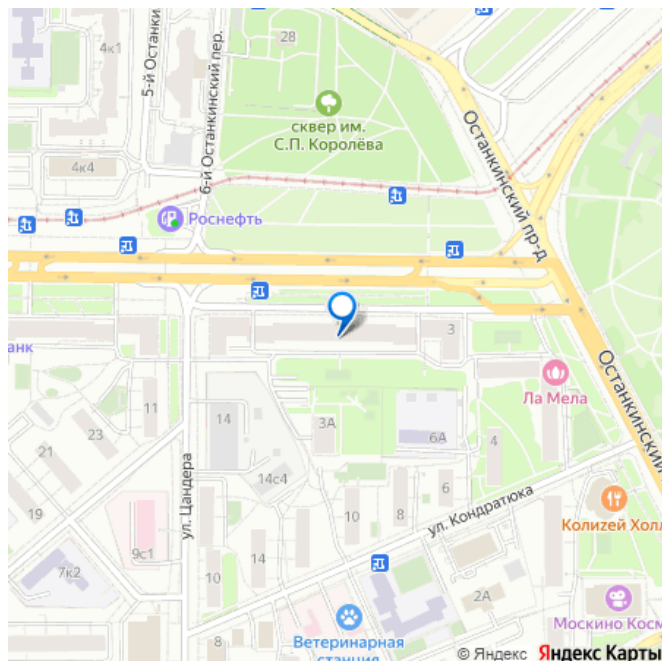 28
4к1
5-й Останки
6-й Останкинский пер.
сквер им.
С.П. Королёва
Останкинский пр-д
4к4
Роснефть
3
анк
Останкинский
Ла Мела
11
14
3А
6А
23
21
4
14с4
6
19
ул. Цандера
10
8
ул. Кондратюка
Колизей Холл
9с1
14
7к2
10
2А
Москино Косм
8
Ветеринарная
станция
© Яндекс Яндекс Карты